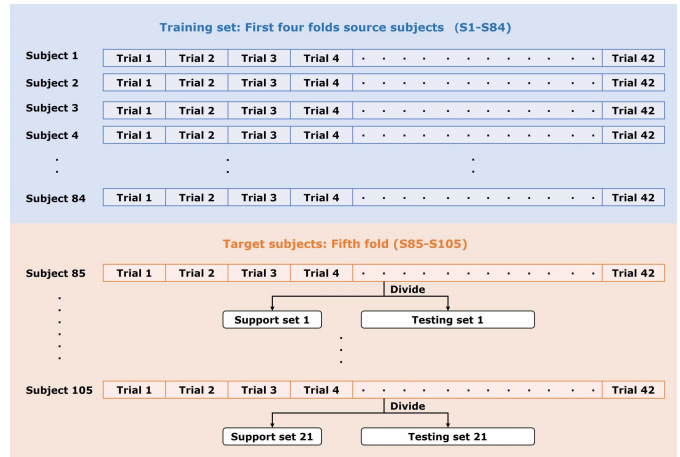 Training set: First four folds source subjects (S1-S84)
Subject 1 Trial 1 Trial 2 Trial 3 Trial 4 . . . . . . . . . . . . Trial 42
Subject 2 Trial 1 Trial 2 Trial 3 Trial 4 . . . . . . . . . . . . Trial 42
Subject 3 Trial 1 Trial 2 Trial 3 Trial 4 . . . . . . . . . . . . Trial 42
Subject 4 Trial 1 Trial 2 Trial 3 Trial 4 . . . . . . . . . . . . Trial 42
Subject 84 Trial 1 Trial 2 Trial 3 Trial 4 . . . . . . . . . . . . Trial 42
Target subjects: Fifth fold (S85-S105)
Subject 85 Trial 1 Trial 2 Trial 3 Trial 4 . . . . . . . . . . . . Trial 42
Divide
Support set 1 Testing set 1
Subject 105 Trial 1 Trial 2 Trial 3 Trial 4 . . . . . . . . . . . . Trial 42
Divide
Support set 21 Testing set 21